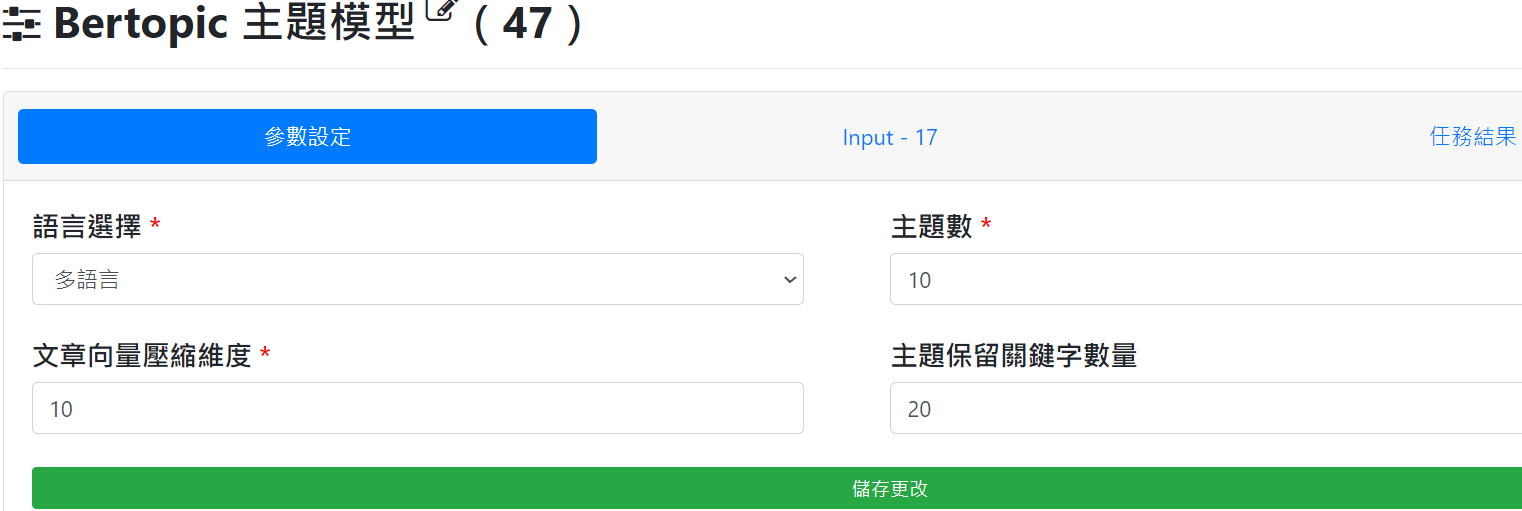 Bertopic 主題模型 ( 47 )
參數設定 Input - 17 任務結果
語言選擇 * 主題數 *
多語言 10
文章向量壓縮維度 * 主題保留關鍵字數量
10 20
儲存更改